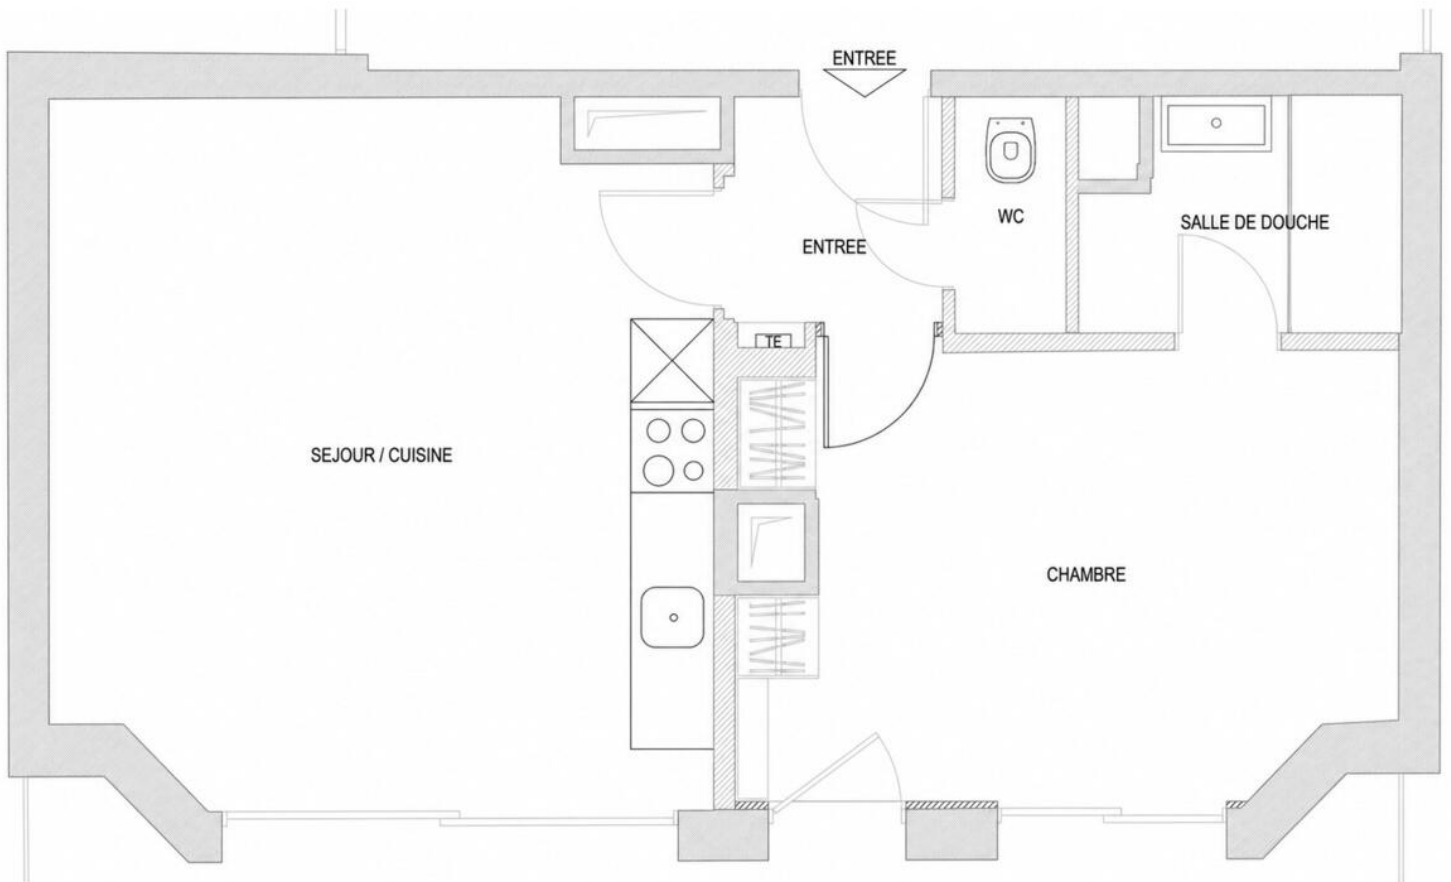 ENTREE
WC
SALLE DE DOUCHE
ENTREE
TE
SEJOUR / CUISINE
CHAMBRE